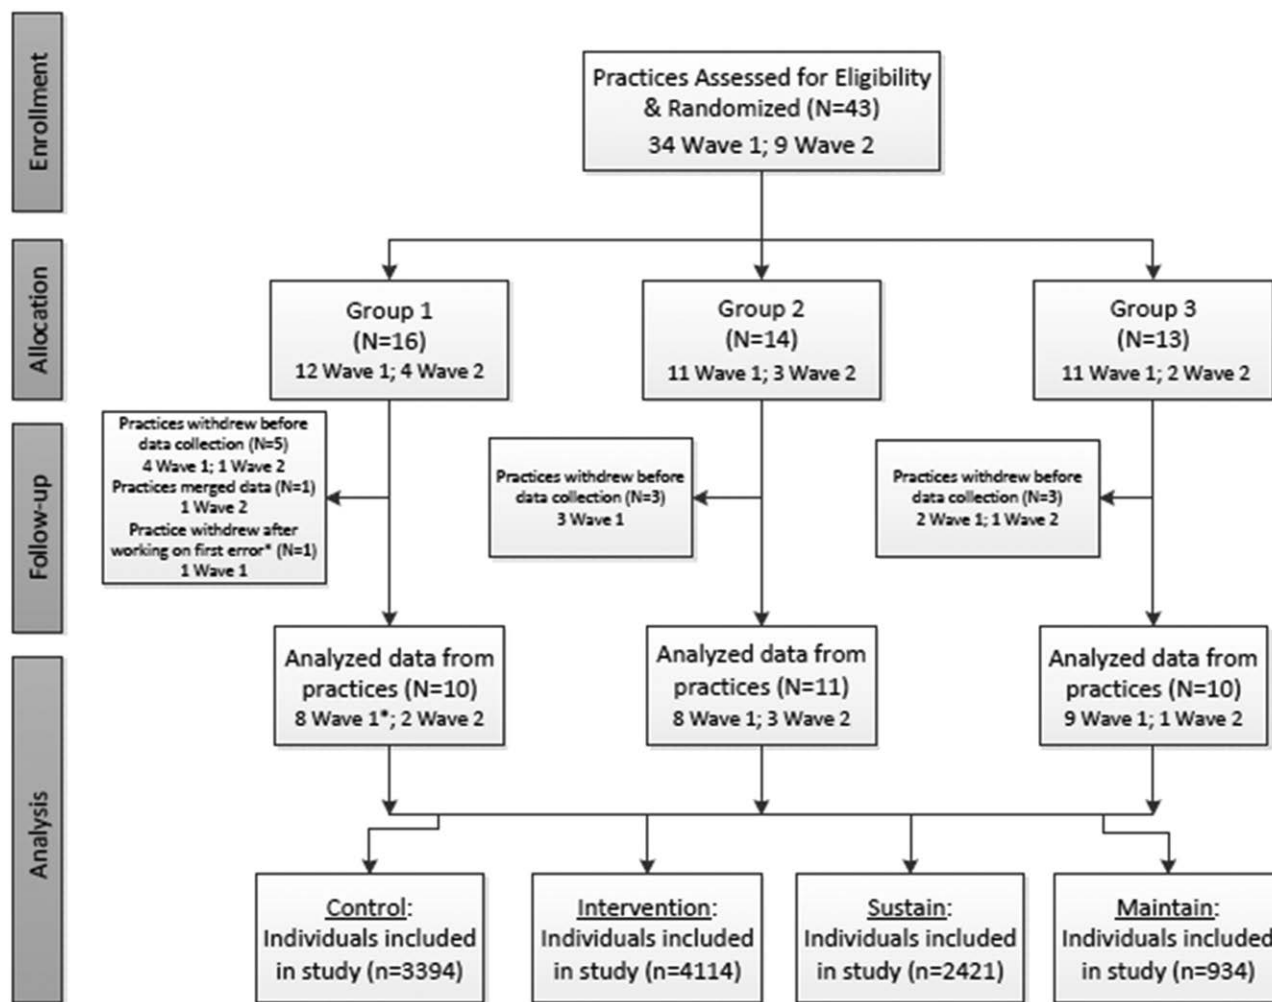 Enrollment
Practices Assessed for Eligibility
& Randomized (N=43)
34 Wave 1; 9 Wave 2
Allocation
Group 1
(N=16)
12 Wave 1; 4 Wave 2
Group 2
(N=14)
11 Wave 1; 3 Wave 2
Group 3
(N=13)
11 Wave 1; 2 Wave 2
Follow-up
Practices withdrew before
data collection (N=5)
4 Wave 1; 1 Wave 2
Practices merged data (N=1)
1 Wave 2
Practice withdrew after
working on first error* (N=1)
1 Wave 1
Practices withdrew before
data collection (N=3)
3 Wave 1
Practices withdrew before
data collection (N=3)
2 Wave 1; 1 Wave 2
Analysis
Analyzed data from
practices (N=10)
8 Wave 1*; 2 Wave 2
Analyzed data from
practices (N=11)
8 Wave 1; 3 Wave 2
Analyzed data from
practices (N=10)
9 Wave 1; 1 Wave 2
Control:
Individuals included
in study (n=3394)
Intervention:
Individuals included
in study (n=4114)
Sustain:
Individuals included
in study (n=2421)
Maintain:
Individuals included
in study (n=934)